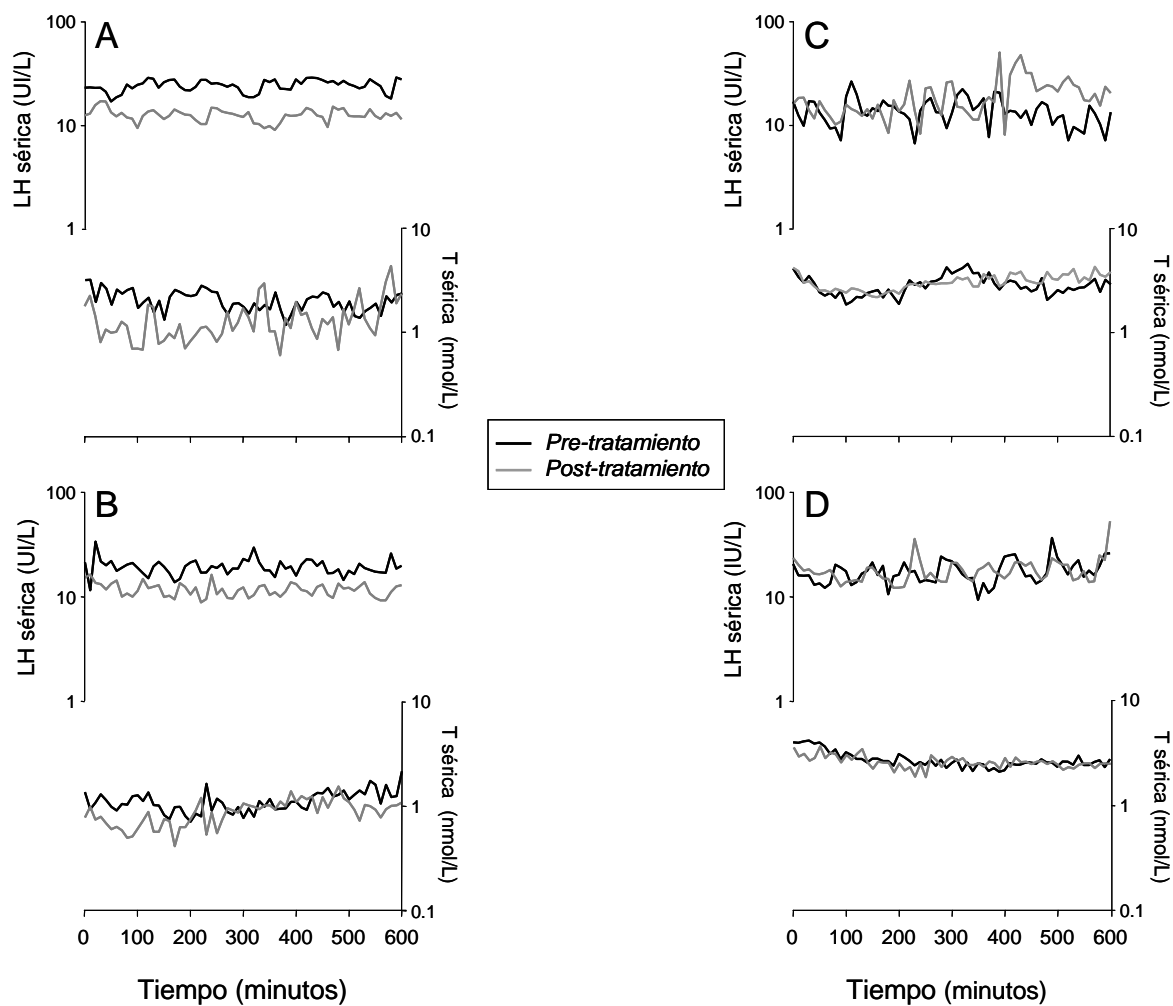 A
100
10
1
LH sérica (UI/L)
10
1
0.1
T sérica (nmol/L)
C
100
10
1
LH sérica (UI/L)
10
1
0.1
T sérica (nmol/L)
Pre-tratamiento
Post-tratamiento
B
100
10
1
LH sérica (UI/L)
10
1
0.1
T sérica (nmol/L)
0 100 200 300 400 500 600
Tiempo (minutos)
D
100
10
1
LH sérica (IU/L)
10
1
0.1
T sérica (nmol/L)
0 100 200 300 400 500 600
Tiempo (minutos)